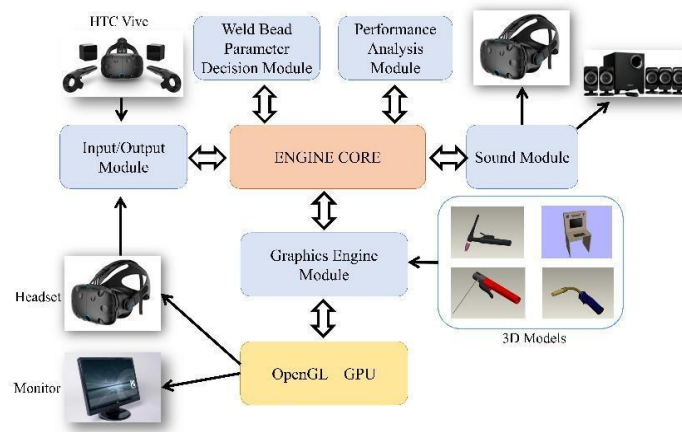 HTC Vive
Weld Bead
Parameter
Decision Module
Performance
Analysis
Module
Input/Output
Module
ENGINE CORE
Sound Module
Graphics Engine
Module
Headset
3D Models
Monitor
OpenGL GPU